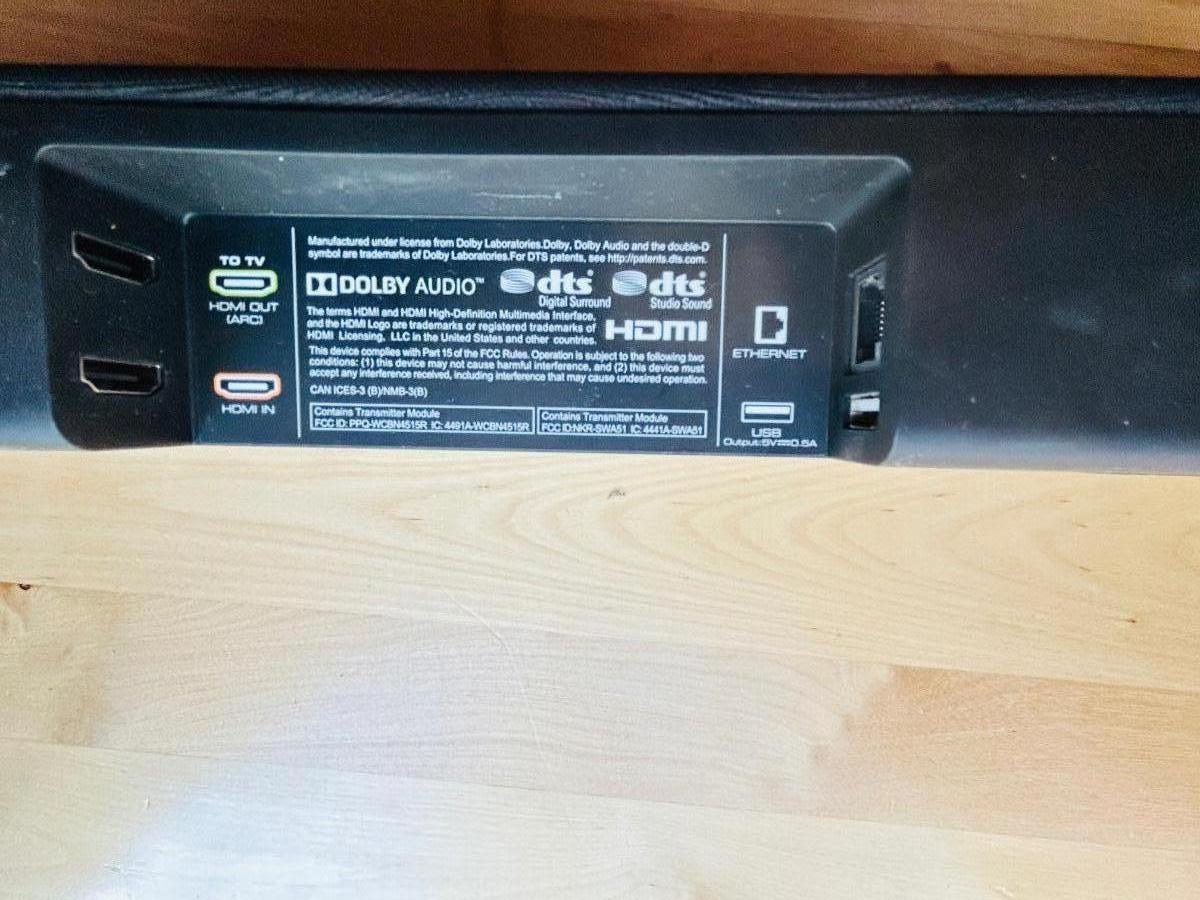 TO TV
HDMI OUT
(ARC)
HDMI IN
Manufactured under license from Dolby Laboratories.Dolby, Dolby Audio and the double-D
symbol are trademarks of Dolby Laboratories.For DTS patents, see http://patents.dts.com.
DOLBY AUDIO™
dts Digital Surround
dts Studio Sound
The terms HDMI and HDMI High-Definition Multimedia Interface,
and the HDMI Logo are trademarks or registered trademarks of
HDMI Licensing, LLC in the United States and other countries.
HDMI
This device complies with Part 15 of the FCC Rules. Operation is subject to the following two
conditions: (1) this device may not cause harmful interference, and (2) this device must
accept any interference received, including interference that may cause undesired operation.
CAN ICES-3 (B)/NMB-3(B)
Contains Transmitter Module
FCC ID: PPQ-WCBN4515R IC: 4491A-WCBN4515R
Contains Transmitter Module
FCC ID:NKR-SWA51 IC: 4441A-SWA51
ETHERNET
USB
Output:5V⎓0.5A